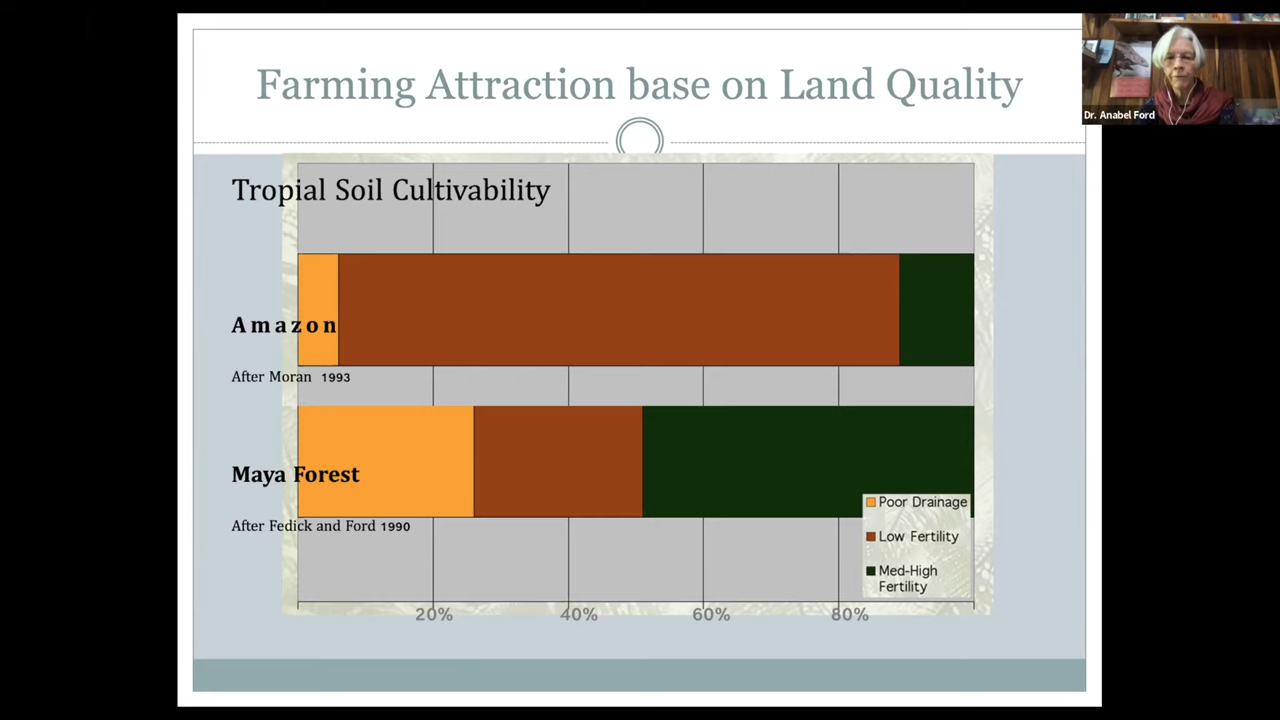 Farming Attraction base on Land Quality
Dr. Anabel Ford
Tropial Soil Cultivability
Amazon
After Moran 1993
Maya Forest
After Fedick and Ford 1990
Poor Drainage
Low Fertility
Med-High
Fertility
20% 40% 60% 80%